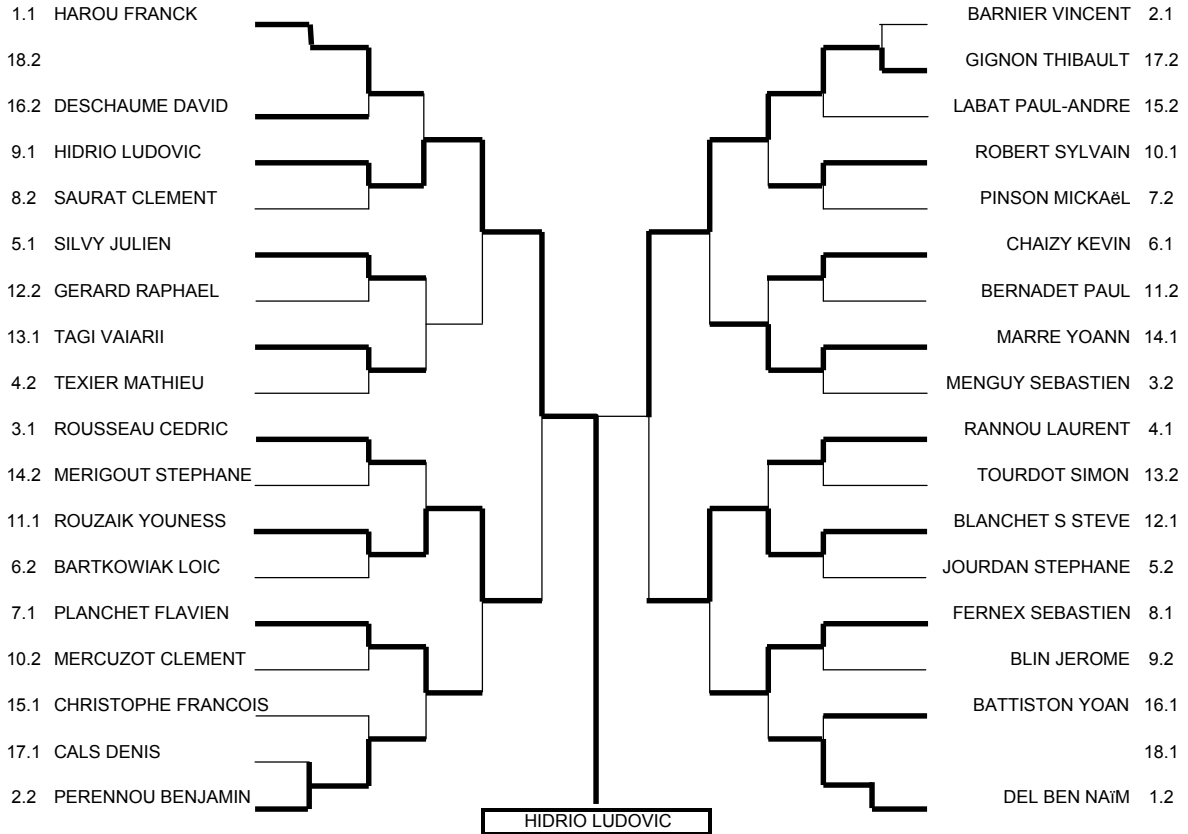 1.1 HAROU FRANCK
18.2
16.2 DESCHAUME DAVID
9.1 HIDRIO LUDOVIC
8.2 SAURAT CLEMENT
5.1 SILVY JULIEN
12.2 GERARD RAPHAEL
13.1 TAGI VAIARII
4.2 TEXIER MATHIEU
3.1 ROUSSEAU CEDRIC
14.2 MERIGOUT STEPHANE
11.1 ROUZAIK YOUNESS
6.2 BARTKOWIAK LOIC
7.1 PLANCHET FLAVIEN
10.2 MERCUZOT CLEMENT
15.1 CHRISTOPHE FRANCOIS
17.1 CALS DENIS
2.2 PERENNOU BENJAMIN
BARNIER VINCENT 2.1
GIGNON THIBAULT 17.2
LABAT PAUL-ANDRE 15.2
ROBERT SYLVAIN 10.1
PINSON MICKAëL 7.2
CHAIZY KEVIN 6.1
BERNADET PAUL 11.2
MARRE YOANN 14.1
MENGUY SEBASTIEN 3.2
RANNOU LAURENT 4.1
TOURDOT SIMON 13.2
BLANCHET S STEVE 12.1
JOURDAN STEPHANE 5.2
FERNEX SEBASTIEN 8.1
BLIN JEROME 9.2
BATTISTON YOAN 16.1
18.1
DEL BEN NAïM 1.2
HIDRIO LUDOVIC